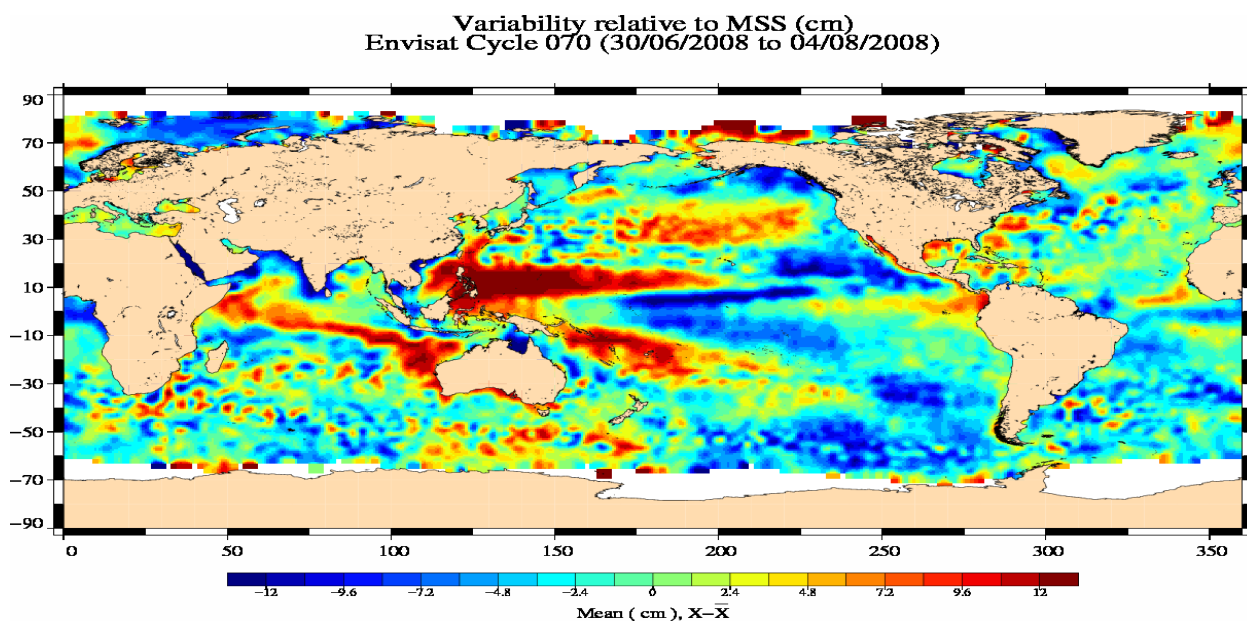 Variability relative to MSS (cm)
Envisat Cycle 070 (30/06/2008 to 04/08/2008)
90
70
50
30
10
−10
−30
−50
−70
−90
0 50 100 150 200 250 300 350
−12 −9.6 −7.2 −4.8 −2.4 0 2.4 4.8 7.2 9.6 12
Mean ( cm ), X−X̅